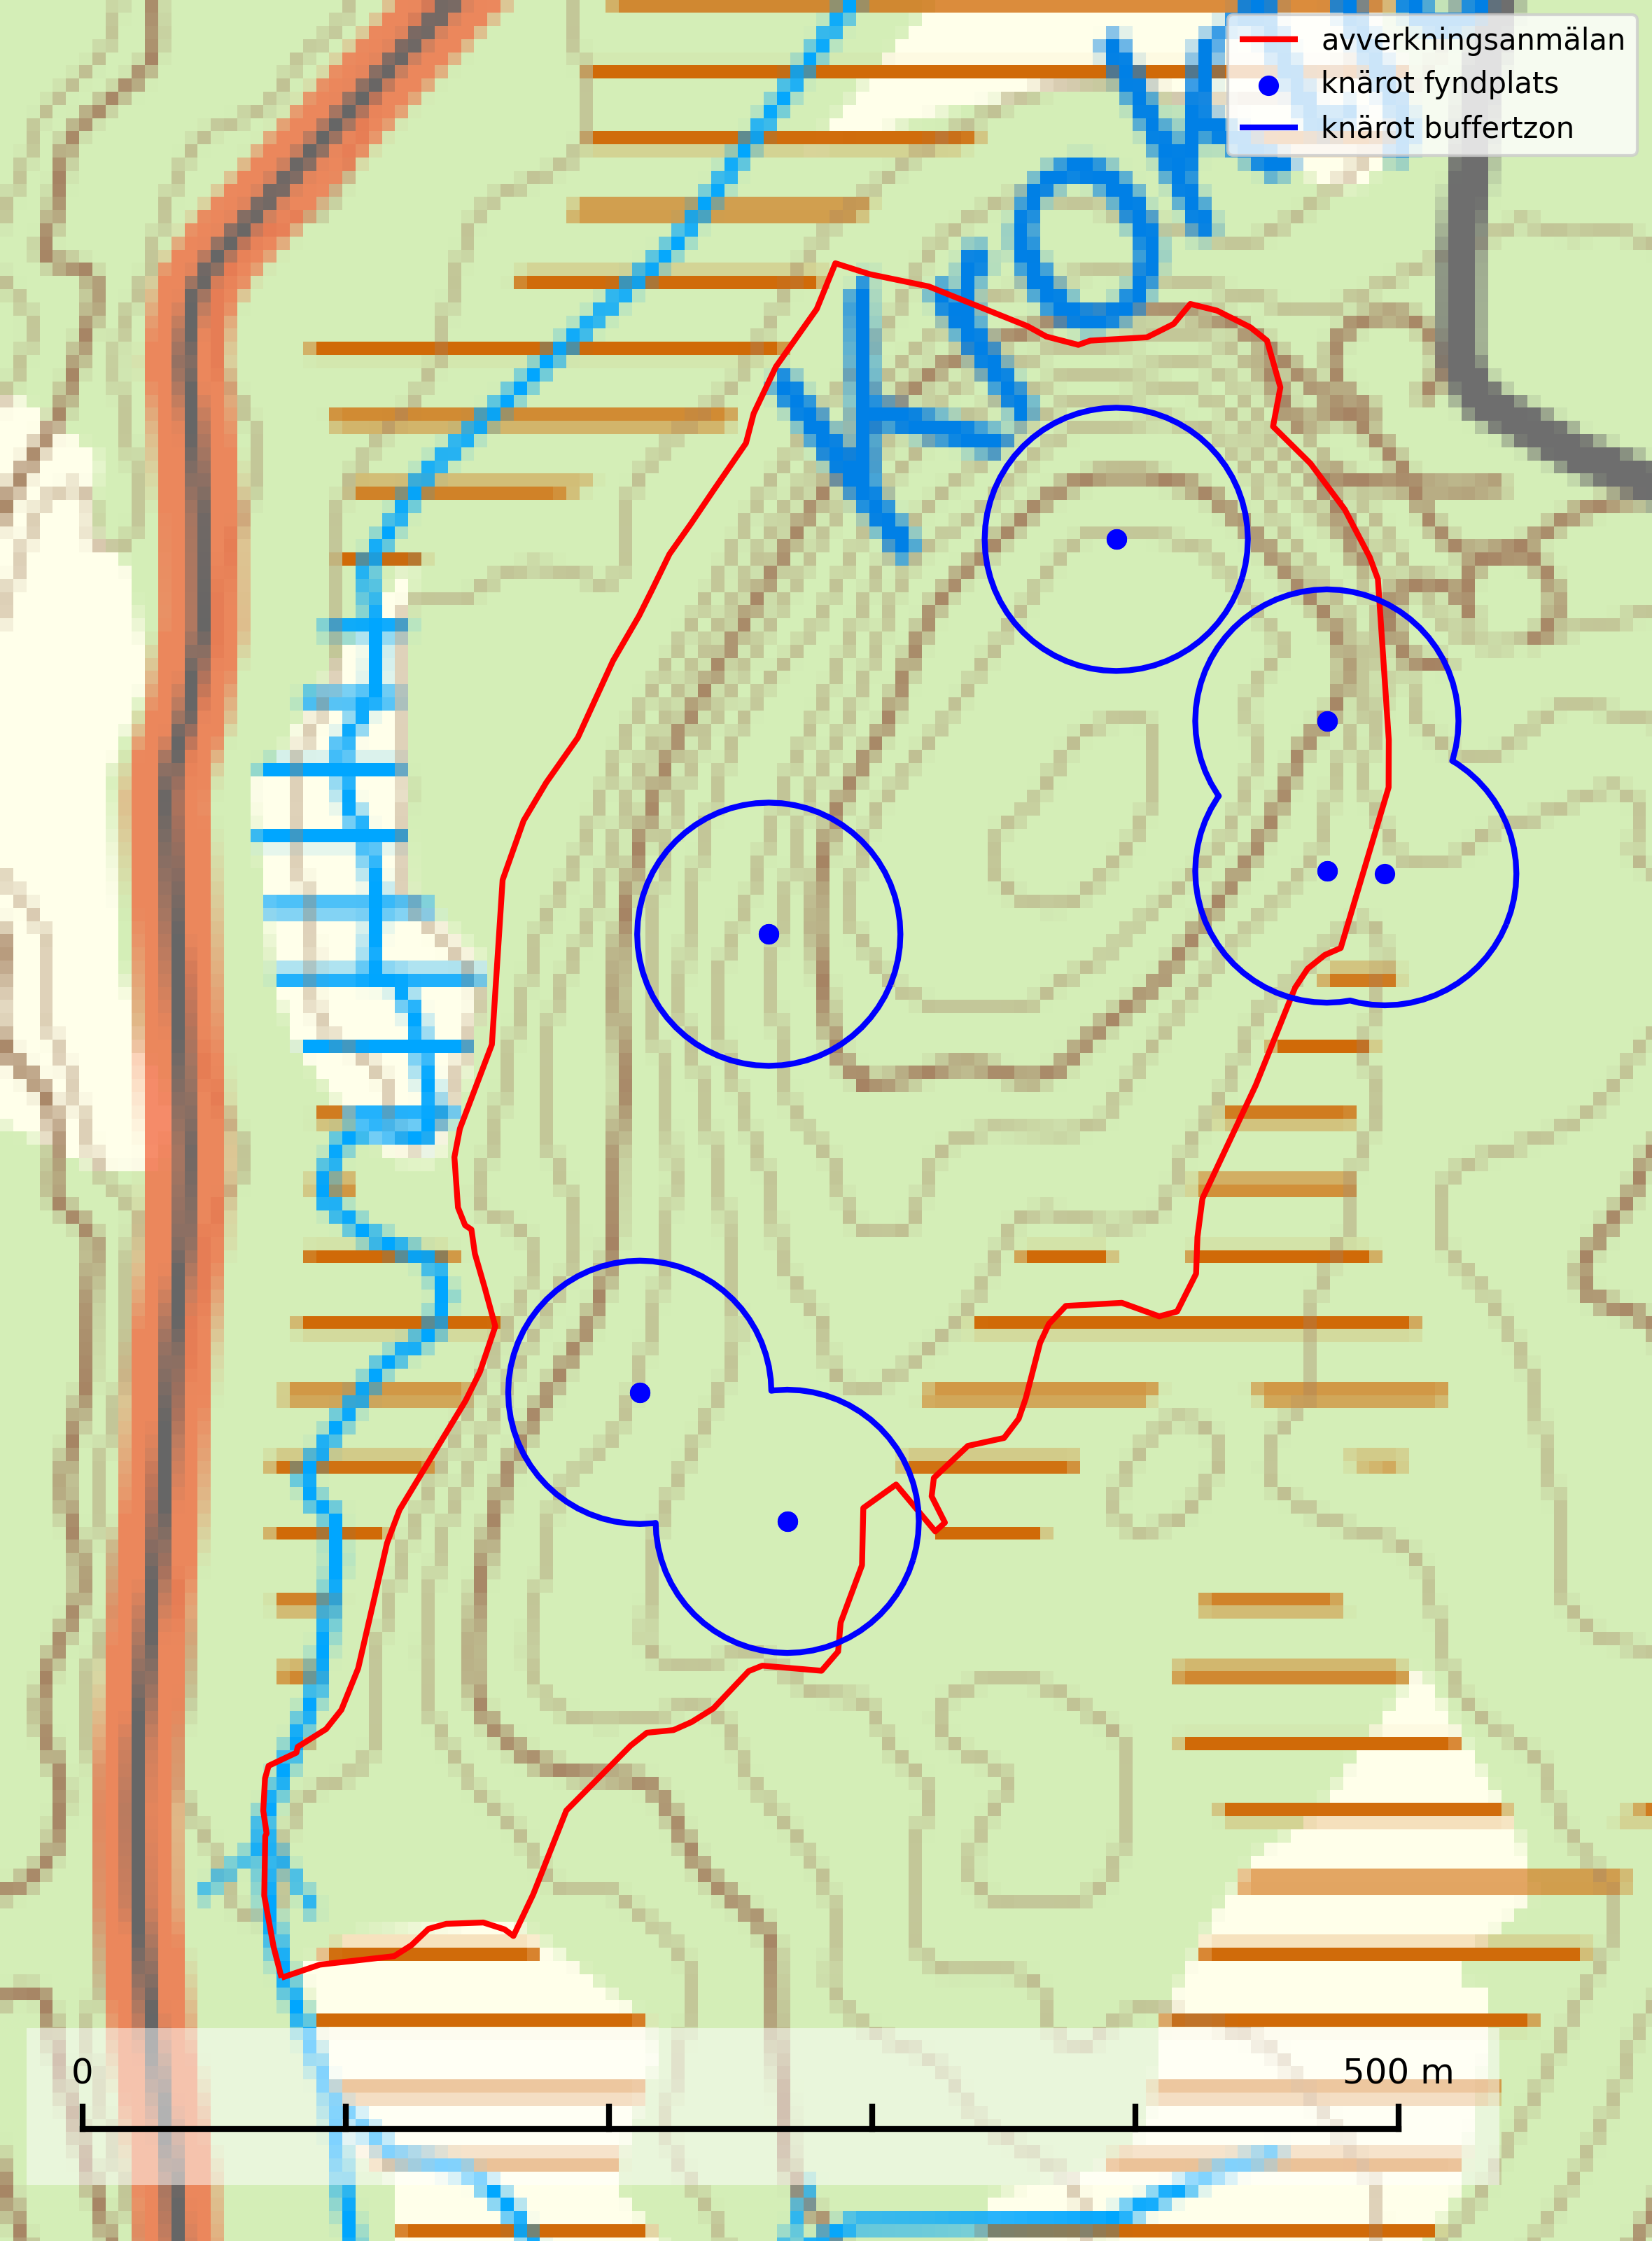 avverkningsanmälan
knärot fyndplats
knärot buffertzon
0 500 m